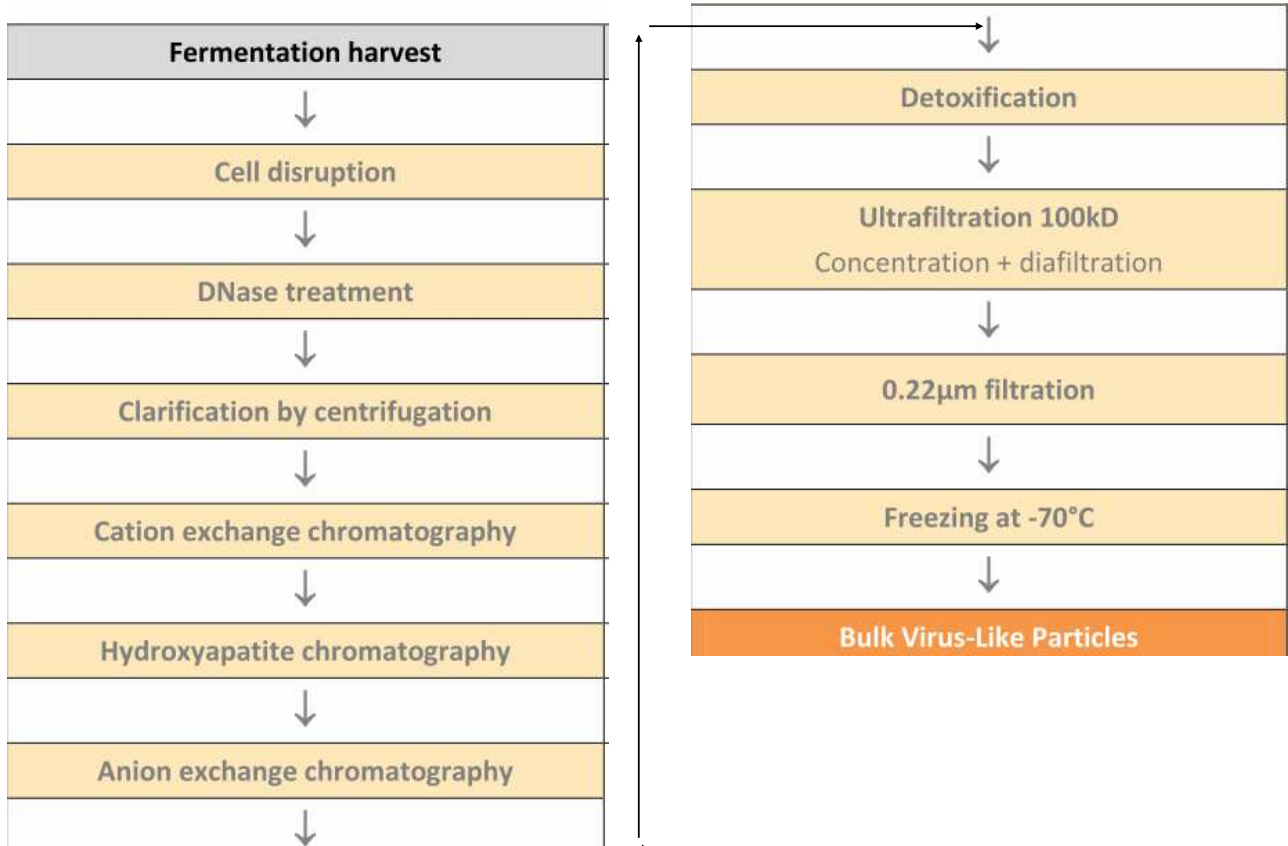 Fermentation harvest
↓
Cell disruption
↓
DNase treatment
↓
Clarification by centrifugation
↓
Cation exchange chromatography
↓
Hydroxyapatite chromatography
↓
Anion exchange chromatography
↓
↓
Detoxification
↓
Ultrafiltration 100kD
Concentration + diafiltration
↓
0.22µm filtration
↓
Freezing at -70°C
↓
Bulk Virus-Like Particles